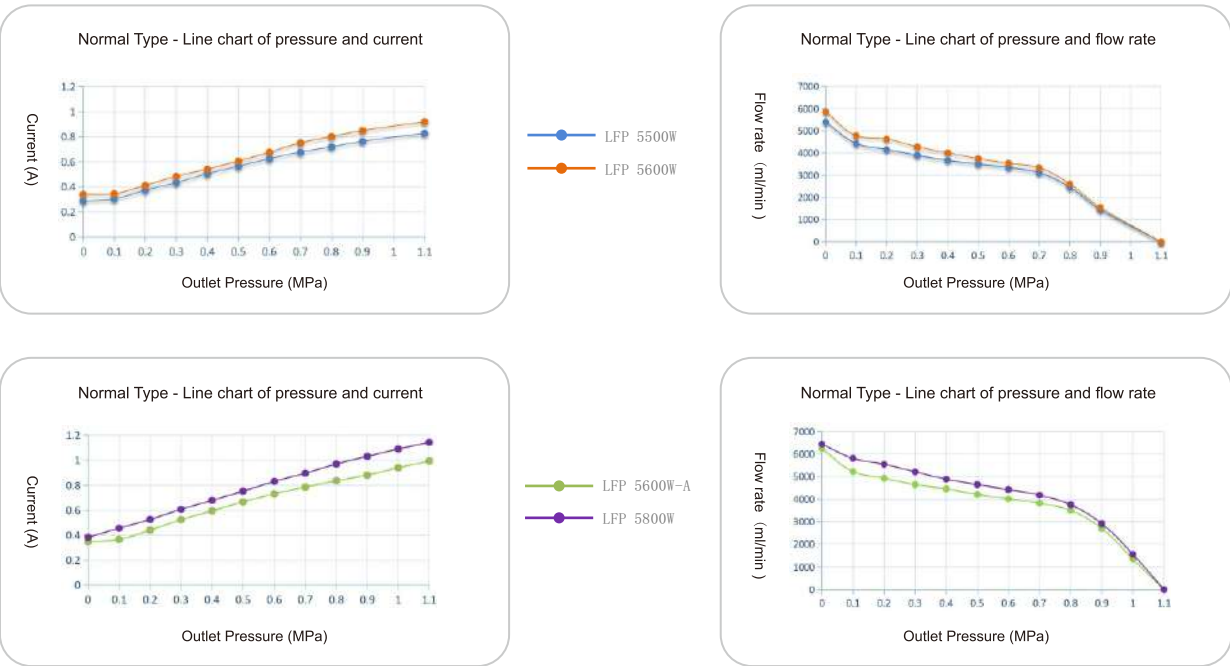 Normal Type - Line chart of pressure and current
Current (A)
1.2
1
0.8
0.6
0.4
0.2
0
0 0.1 0.2 0.3 0.4 0.5 0.6 0.7 0.8 0.9 1 1.1
Outlet Pressure (MPa)
LFP 5500W
LFP 5600W
Normal Type - Line chart of pressure and flow rate
Flow rate (ml/min )
7000
6000
5000
4000
3000
2000
1000
0
0 0.1 0.2 0.3 0.4 0.5 0.6 0.7 0.8 0.9 1 1.1
Outlet Pressure (MPa)
Normal Type - Line chart of pressure and current
Current (A)
1.2
1
0.8
0.6
0.4
0.2
0
0 0.1 0.2 0.3 0.4 0.5 0.6 0.7 0.8 0.9 1 1.1
Outlet Pressure (MPa)
LFP 5600W-A
LFP 5800W
Normal Type - Line chart of pressure and flow rate
Flow rate (ml/min )
7000
6000
5000
4000
3000
2000
1000
0
0 0.1 0.2 0.3 0.4 0.5 0.6 0.7 0.8 0.9 1 1.1
Outlet Pressure (MPa)